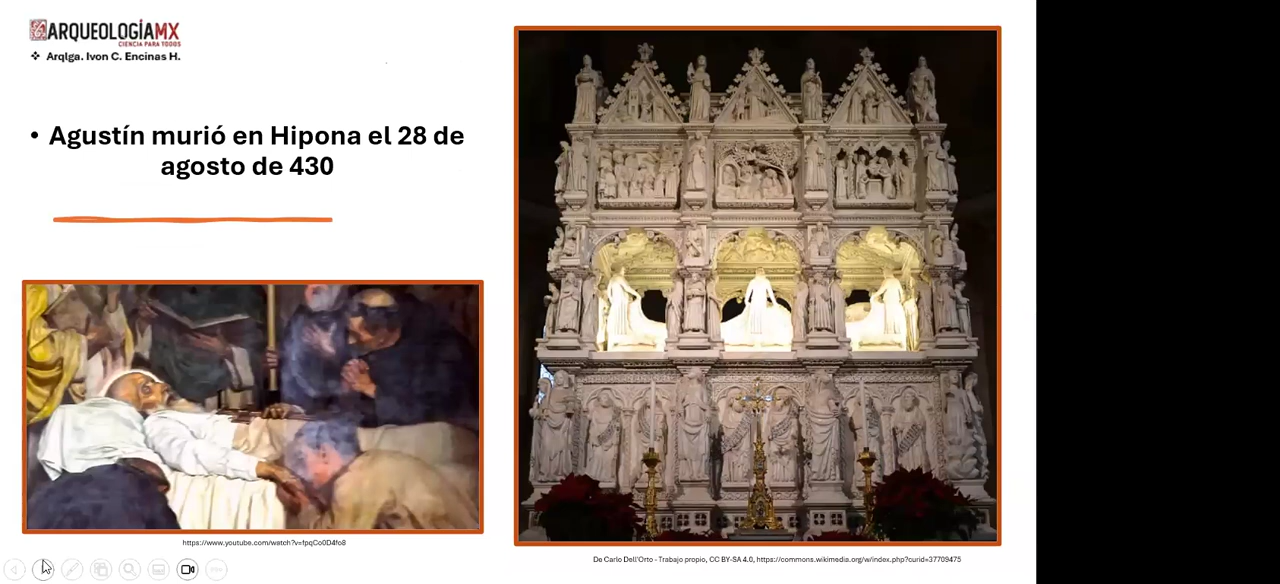 ARQUEOLOGÍAMX
CIENCIA PARA TODOS
❖ Arqlga. Ivon C. Encinas H.
• Agustín murió en Hipona el 28 de
agosto de 430
https://www.youtube.com/watch?v=fpqCo0D4fo8
De Carlo Dell'Orto - Trabajo propio, CC BY-SA 4.0, https://commons.wikimedia.org/w/index.php?curid=37709475